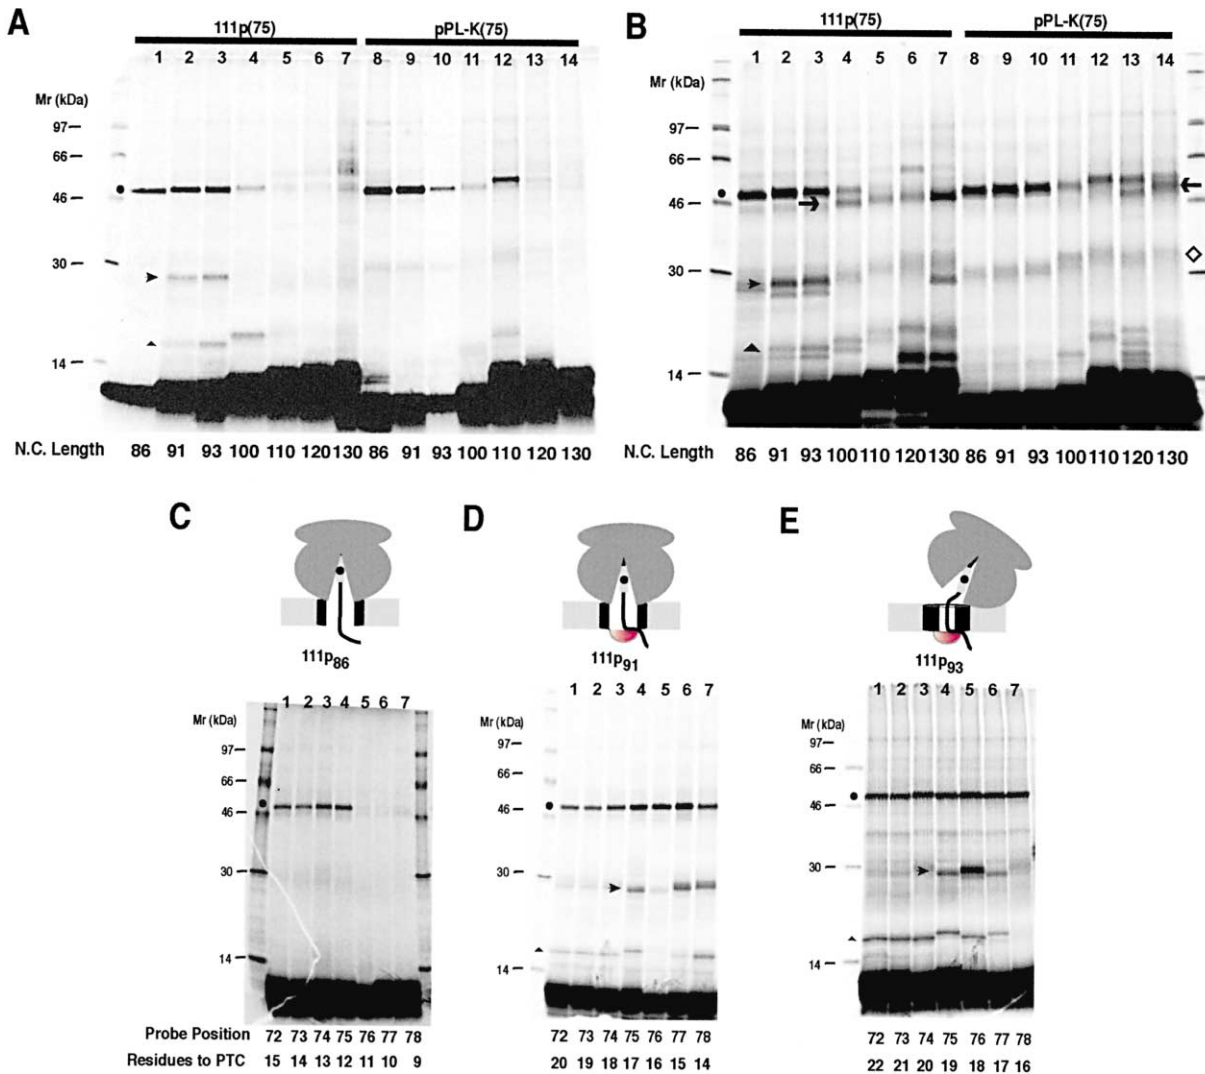 A
111p(75) pPL-K(75)
1 2 3 4 5 6 7 8 9 10 11 12 13 14
Mr (kDa)
97
66
46
30
14
N.C. Length 86 91 93 100 110 120 130 86 91 93 100 110 120 130
B
111p(75) pPL-K(75)
1 2 3 4 5 6 7 8 9 10 11 12 13 14
Mr (kDa)
97
66
46
30
14
N.C. Length 86 91 93 100 110 120 130 86 91 93 100 110 120 130
C
111p86
1 2 3 4 5 6 7
Mr (kDa)
97
66
46
30
14
Probe Position 72 73 74 75 76 77 78
Residues to PTC 15 14 13 12 11 10 9
D
111p91
1 2 3 4 5 6 7
Mr (kDa)
97
66
46
30
14
72 73 74 75 76 77 78
20 19 18 17 16 15 14
E
111p93
1 2 3 4 5 6 7
Mr (kDa)
97
66
46
30
14
72 73 74 75 76 77 78
22 21 20 19 18 17 16